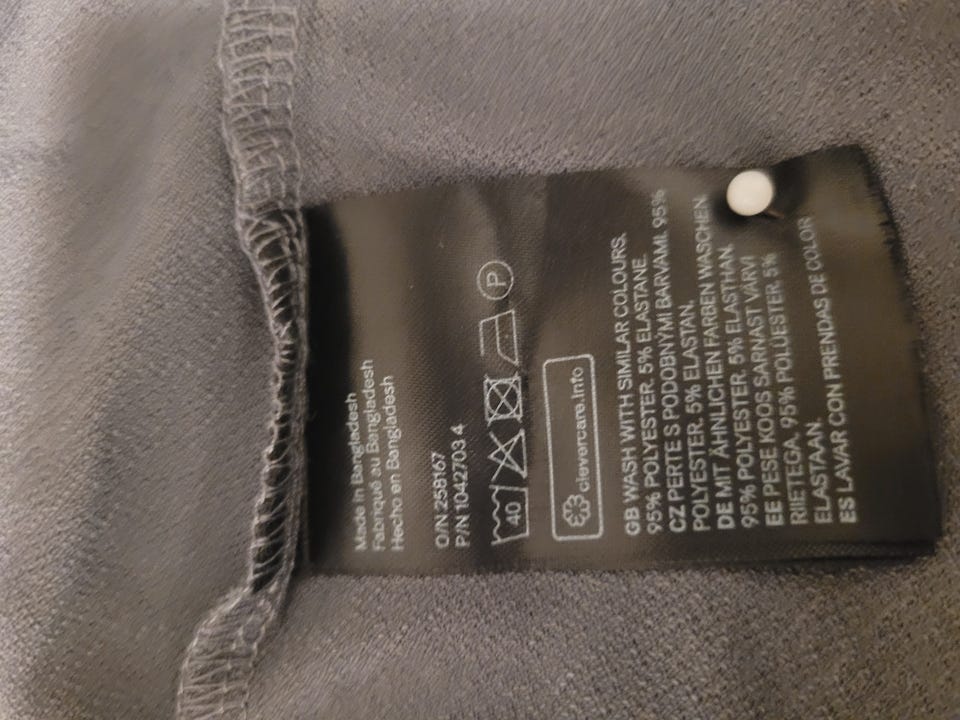 Made in Bangladesh
Fabriqué au Bangladesh
Hecho en Bangladesh
O/N 258167
P/N 1042703 4
40
P
clevercare.info
GB WASH WITH SIMILAR COLOURS.
95% POLYESTER. 5% ELASTANE.
CZ PERTE S PODOBNÝMI BARVAMI. 95%
POLYESTER. 5% ELASTAN.
DE MIT ÄHNLICHEN FARBEN WASCHEN.
95% POLYESTER. 5% ELASTHAN.
EE PESE KOOS SARNAST VÄRVI
RIIETEGA. 95% POLÜESTER. 5%
ELASTAAN.
ES LAVAR CON PRENDAS DE COLOR